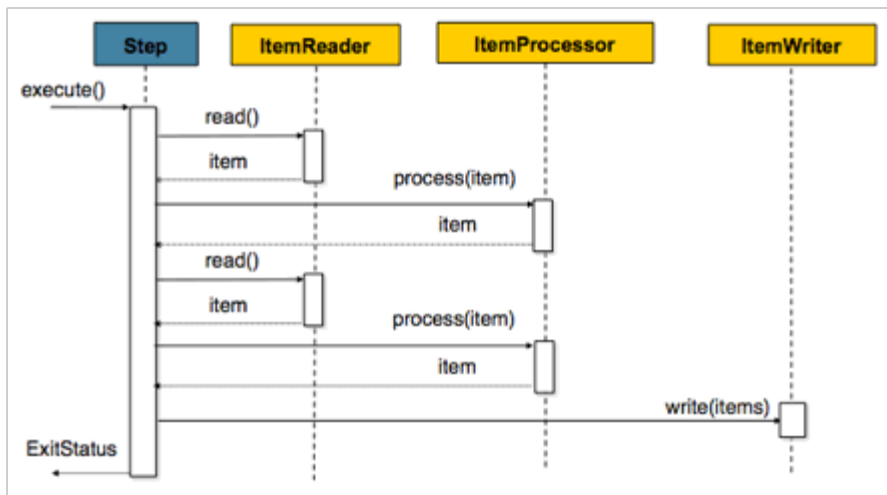 Step
ItemReader
ItemProcessor
ItemWriter
execute()
read()
item
process(item)
item
read()
item
process(item)
item
write(items)
ExitStatus